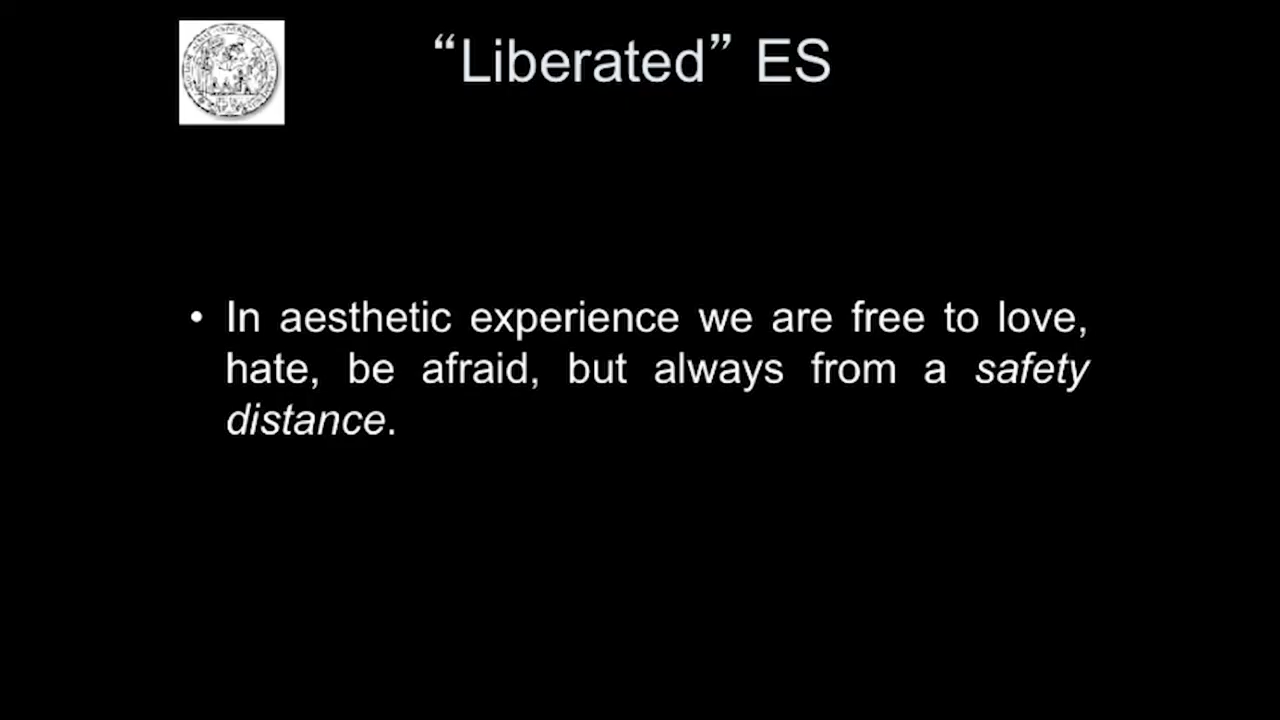 “Liberated” ES
• In aesthetic experience we are free to love,
hate, be afraid, but always from a safety
distance.